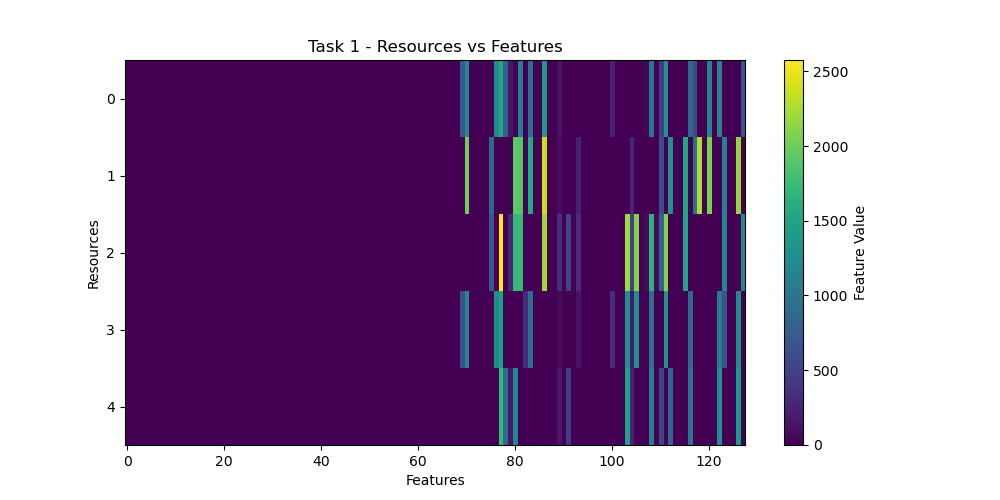 Task 1 - Resources vs Features
0
1
2
3
4
Resources
0 20 40 60 80 100 120
Features
2500
2000
1500
1000
500
0
Feature Value